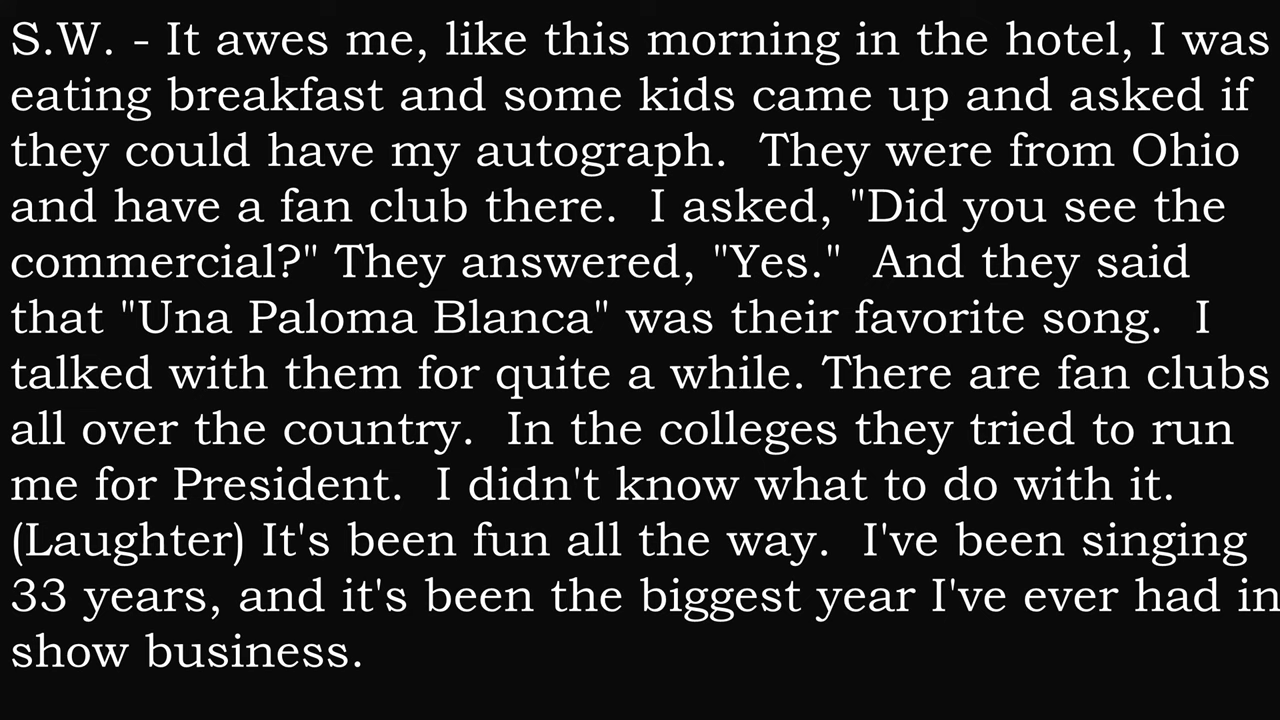 S.W. - It awes me, like this morning in the hotel, I was
eating breakfast and some kids came up and asked if
they could have my autograph.  They were from Ohio
and have a fan club there.  I asked, "Did you see the
commercial?" They answered, "Yes."  And they said
that "Una Paloma Blanca" was their favorite song.  I
talked with them for quite a while. There are fan clubs
all over the country.  In the colleges they tried to run
me for President.  I didn't know what to do with it.
(Laughter) It's been fun all the way.  I've been singing
33 years, and it's been the biggest year I've ever had in
show business.